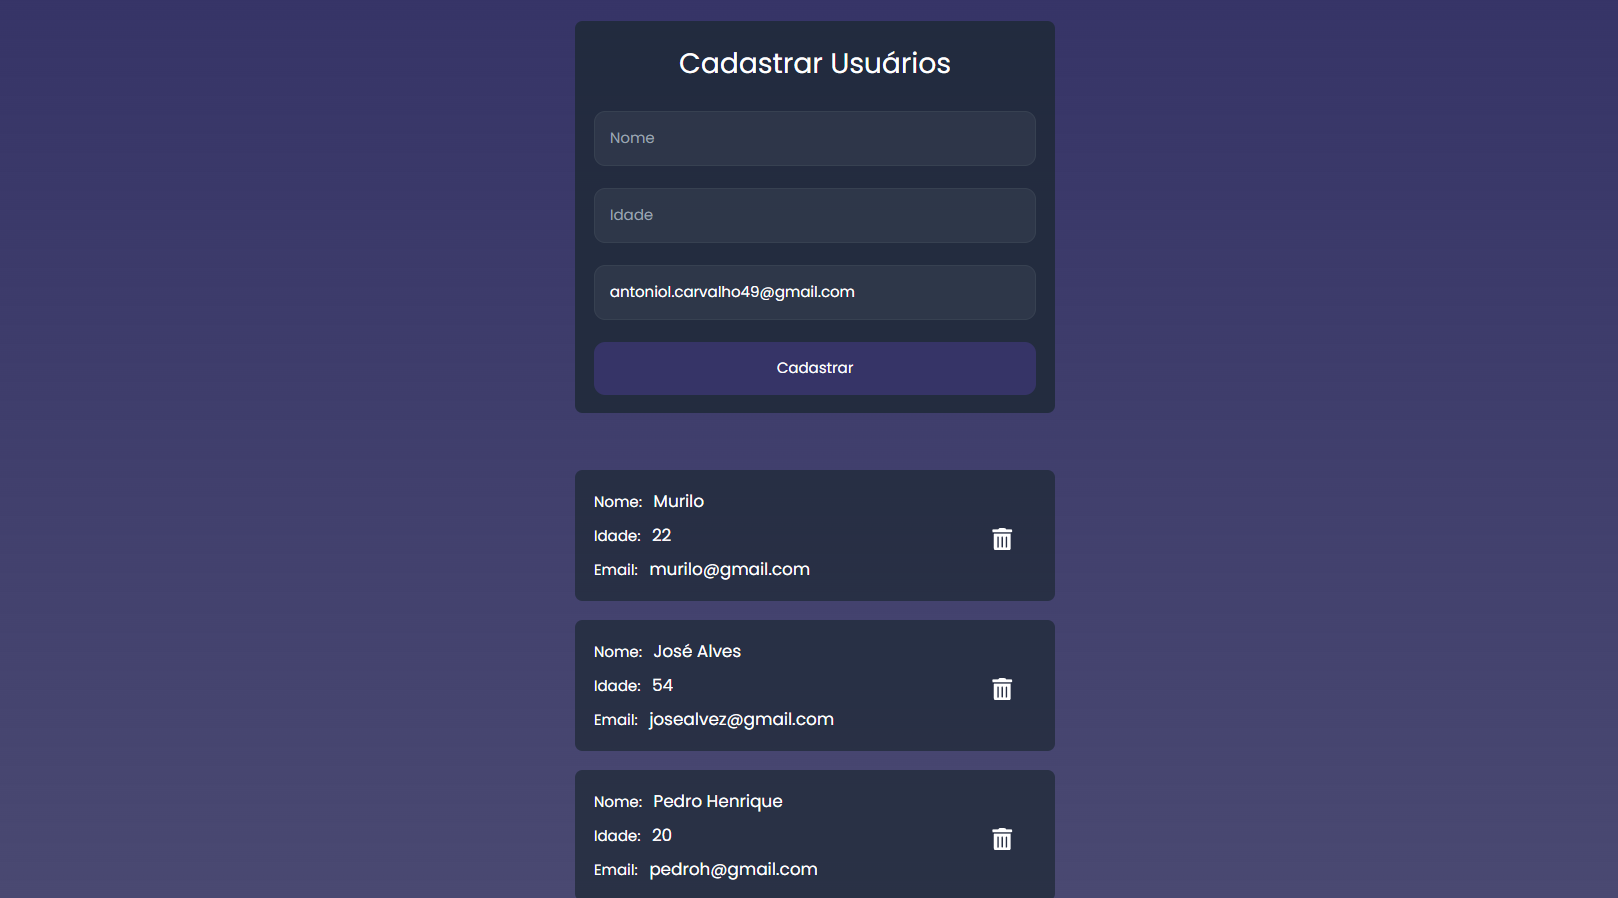 Cadastrar Usuários
Nome
Idade
antoniol.carvalho49@gmail.com
Cadastrar
Nome: Murilo
Idade: 22
Email: murilo@gmail.com
Nome: José Alves
Idade: 54
Email: josealvez@gmail.com
Nome: Pedro Henrique
Idade: 20
Email: pedroh@gmail.com